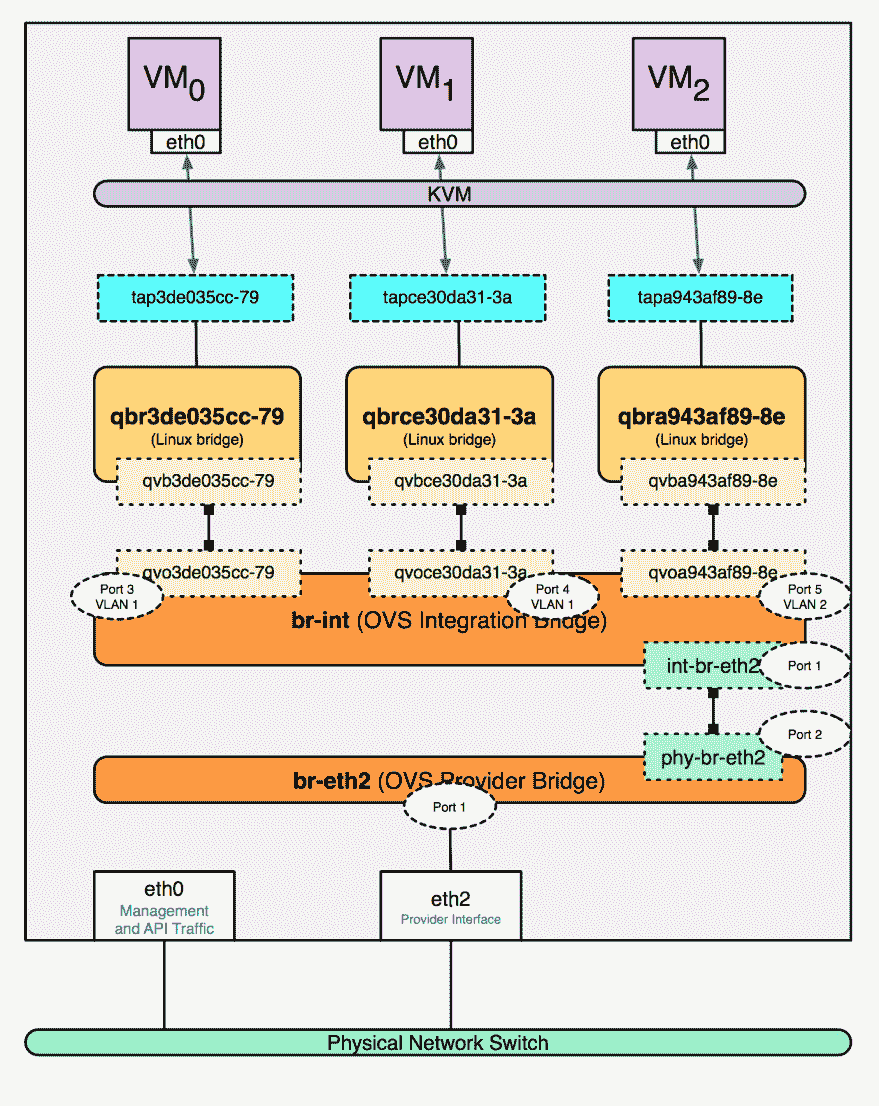 VM0
VM1
VM2
eth0
eth0
eth0
KVM
tap3de035cc-79
tapce30da31-3a
tapa943af89-8e
qbr3de035cc-79
(Linux bridge)
qbrce30da31-3a
(Linux bridge)
qbra943af89-8e
(Linux bridge)
qvb3de035cc-79
qvbce30da31-3a
qvba943af89-8e
qvo3de035cc-79
qvoce30da31-3a
qvoa943af89-8e
Port 3
VLAN 1
Port 4
VLAN 1
Port 5
VLAN 2
br-int (OVS Integration Bridge)
int-br-eth2
Port 1
Port 2
phy-br-eth2
br-eth2 (OVS Provider Bridge)
Port 1
eth0
Management
and API Traffic
eth2
Provider Interface
Physical Network Switch